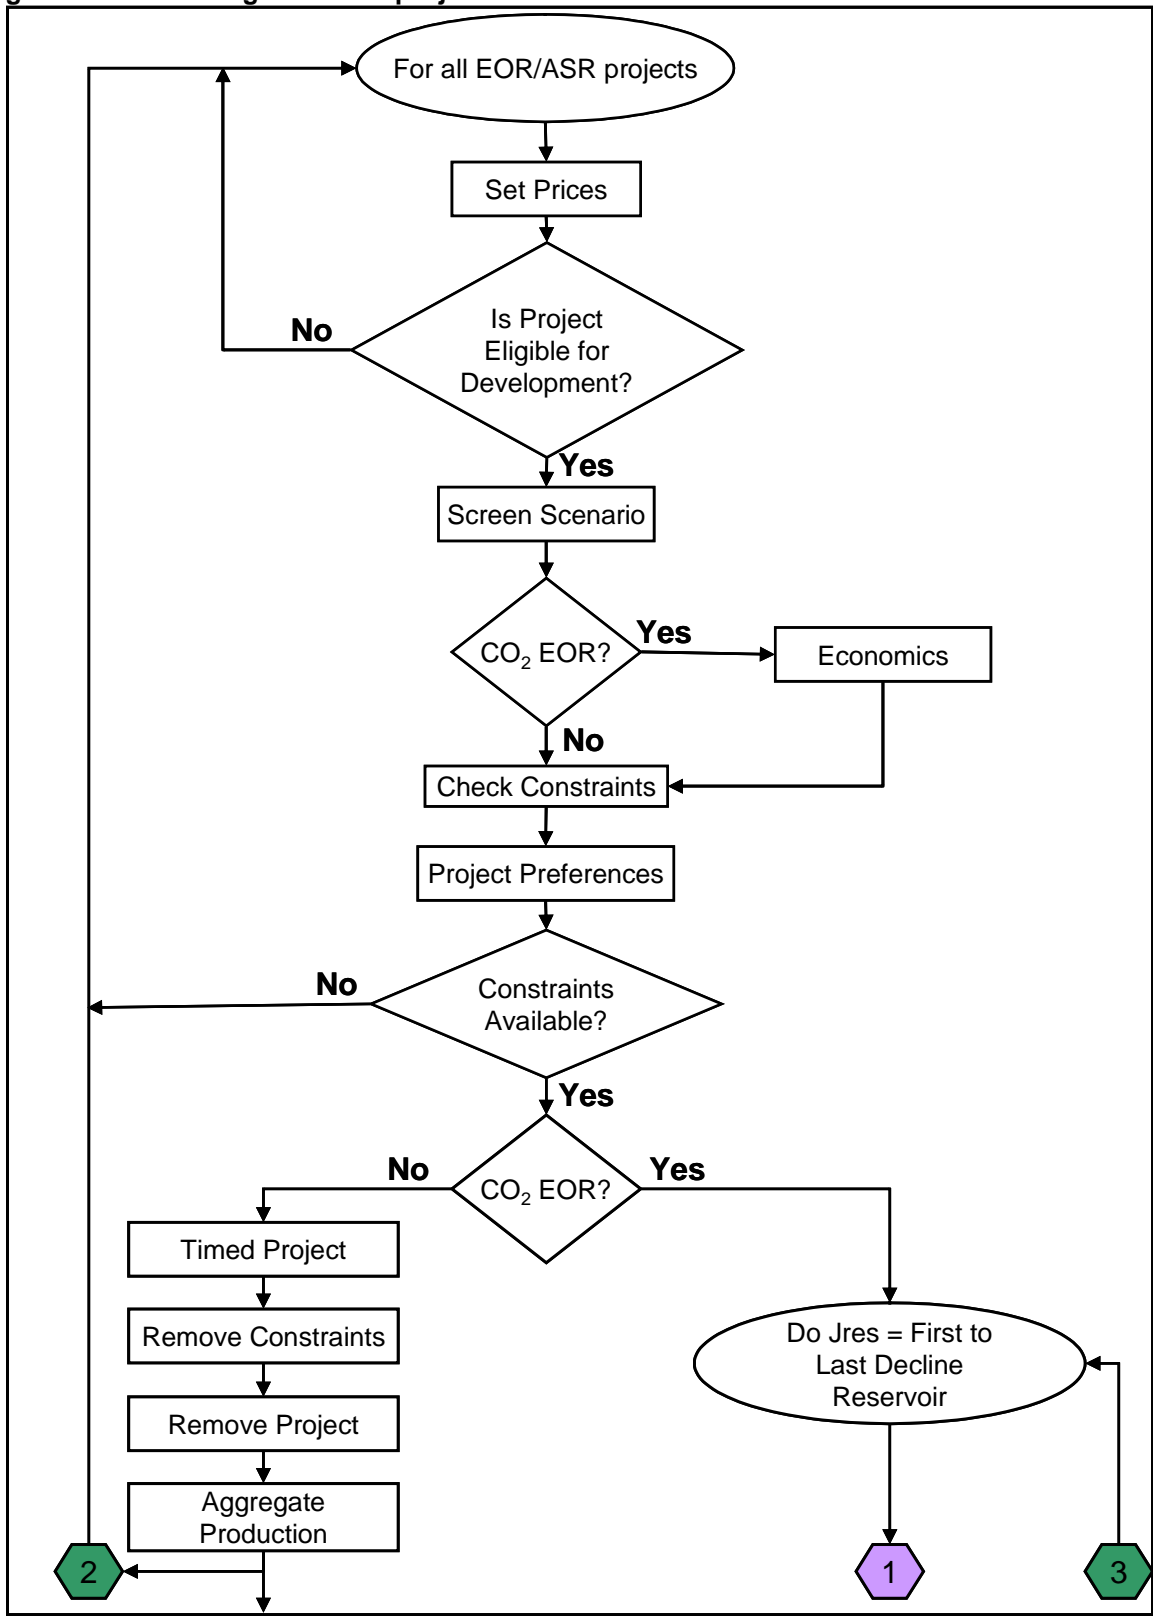 For all EOR/ASR projects
Set Prices
Is Project
Eligible for
Development?
No
Yes
Screen Scenario
CO2 EOR?
Yes
Economics
No
Check Constraints
Project Preferences
Constraints
Available?
No
Yes
CO2 EOR?
No
Yes
Timed Project
Remove Constraints
Remove Project
Aggregate
Production
Do Jres = First to
Last Decline
Reservoir
2
1
3